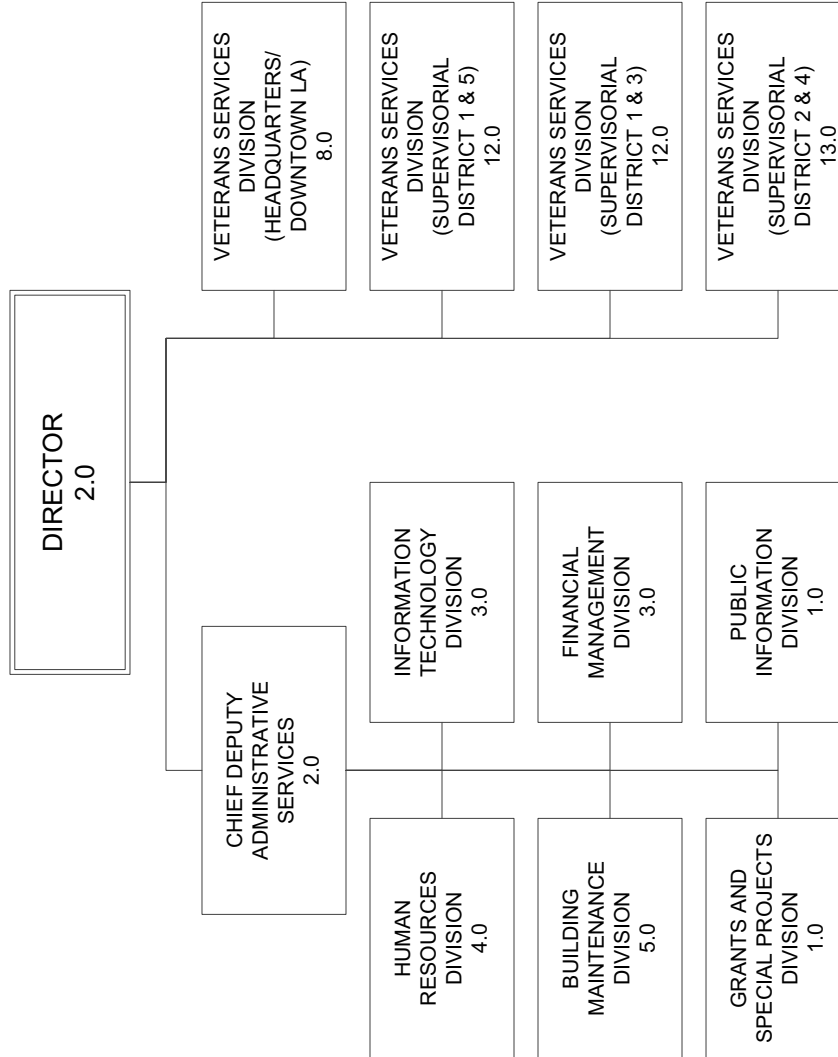 DIRECTOR
2.0
CHIEF DEPUTY
ADMINISTRATIVE
SERVICES
2.0
HUMAN
RESOURCES
DIVISION
4.0
INFORMATION
TECHNOLOGY
DIVISION
3.0
BUILDING
MAINTENANCE
DIVISION
5.0
FINANCIAL
MANAGEMENT
DIVISION
3.0
GRANTS AND
SPECIAL PROJECTS
DIVISION
1.0
PUBLIC
INFORMATION
DIVISION
1.0
VETERANS SERVICES
DIVISION
(HEADQUARTERS/
DOWNTOWN LA)
8.0
VETERANS SERVICES
DIVISION
(SUPERVISORIAL
DISTRICT 1 & 5)
12.0
VETERANS SERVICES
DIVISION
(SUPERVISORIAL
DISTRICT 1 & 3)
12.0
VETERANS SERVICES
DIVISION
(SUPERVISORIAL
DISTRICT 2 & 4)
13.0